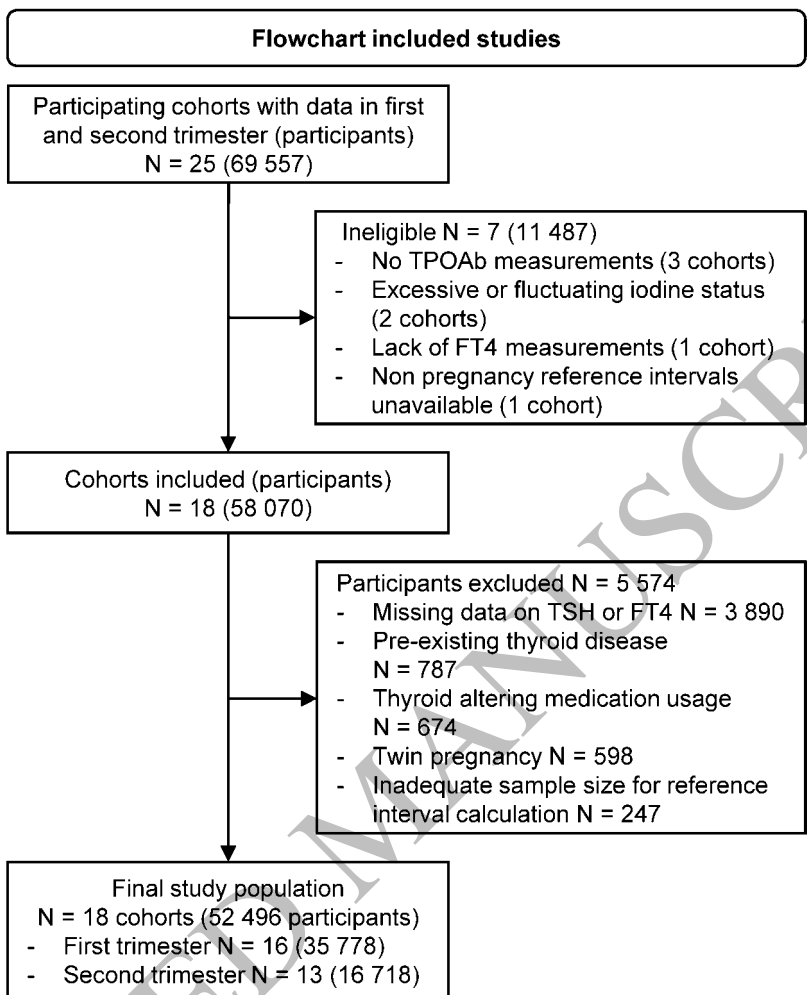 Flowchart included studies
Participating cohorts with data in first
and second trimester (participants)
N = 25 (69 557)
Ineligible N = 7 (11 487)
- No TPOAb measurements (3 cohorts)
- Excessive or fluctuating iodine status
(2 cohorts)
- Lack of FT4 measurements (1 cohort)
- Non pregnancy reference intervals
unavailable (1 cohort)
Cohorts included (participants)
N = 18 (58 070)
Participants excluded N = 5 574
- Missing data on TSH or FT4 N = 3 890
- Pre-existing thyroid disease
N = 787
- Thyroid altering medication usage
N = 674
- Twin pregnancy N = 598
- Inadequate sample size for reference
interval calculation N = 247
Final study population
N = 18 cohorts (52 496 participants)
- First trimester N = 16 (35 778)
- Second trimester N = 13 (16 718)